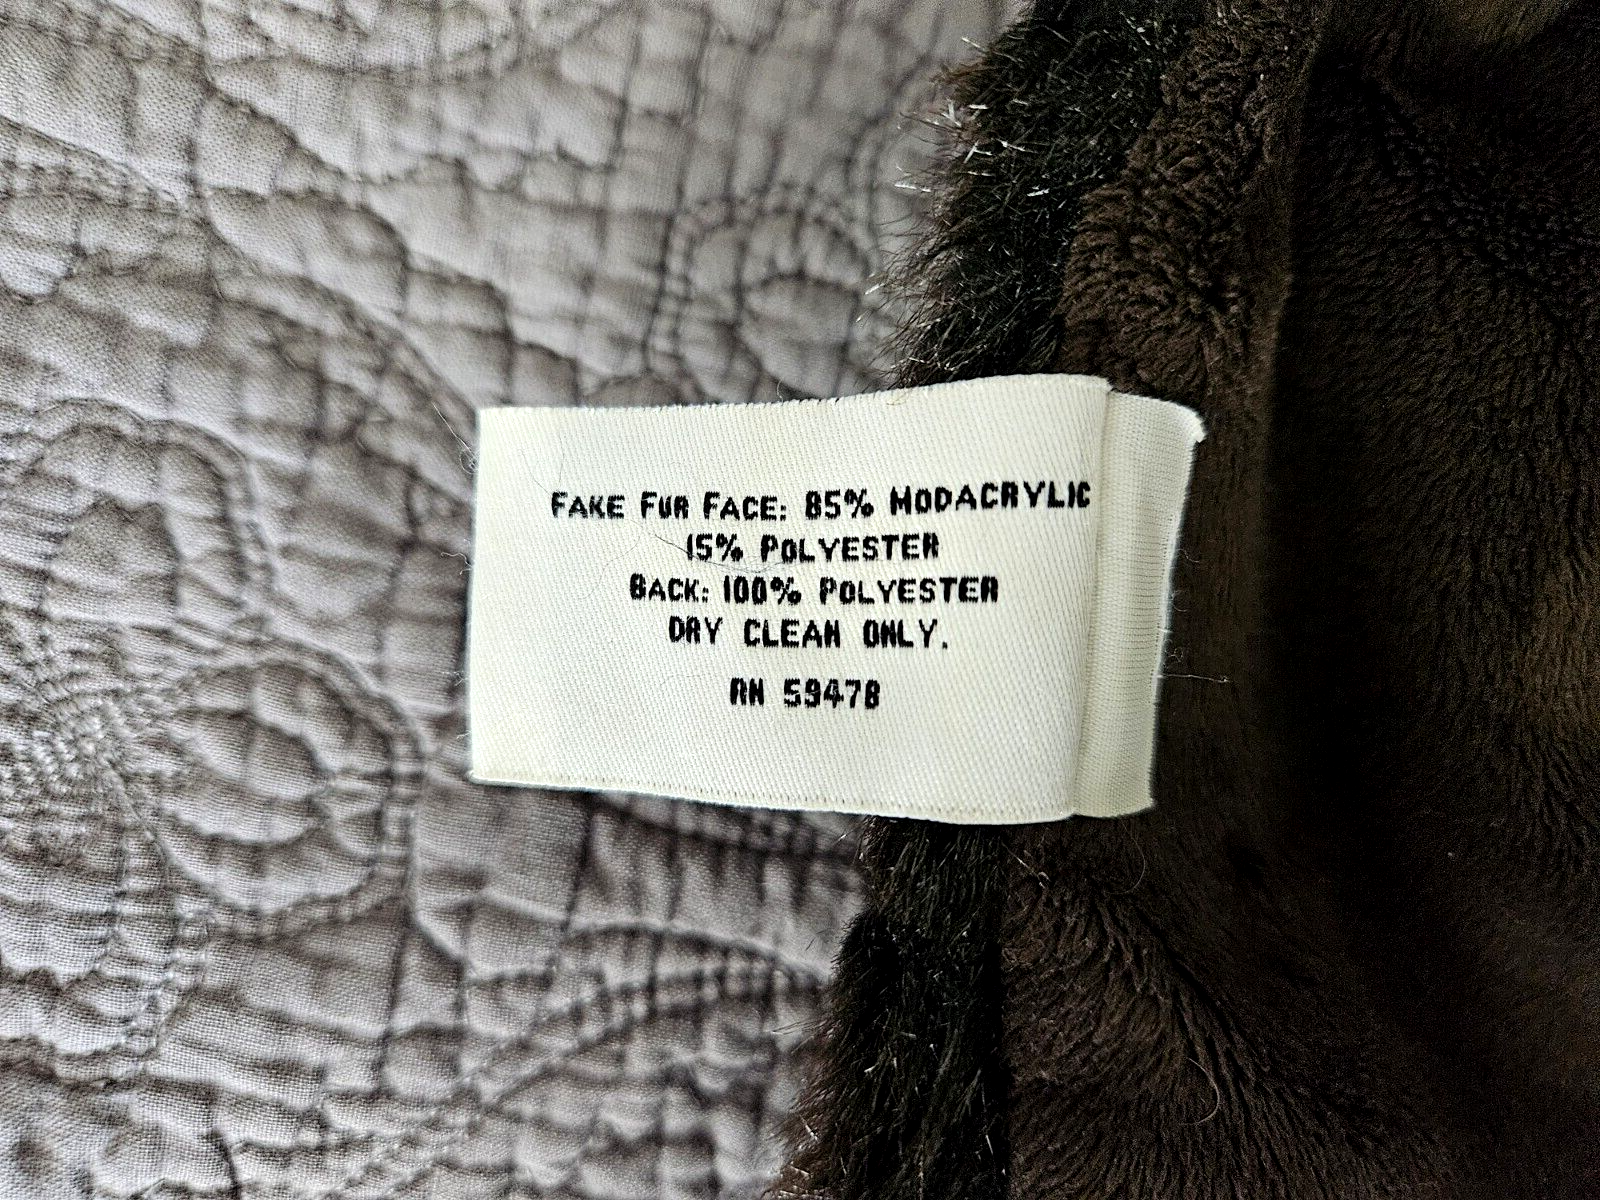 FAKE FUR FACE: 85% MODACRYLIC
15% POLYESTER
BACK: 100% POLYESTER
DRY CLEAN ONLY.
RN 59478